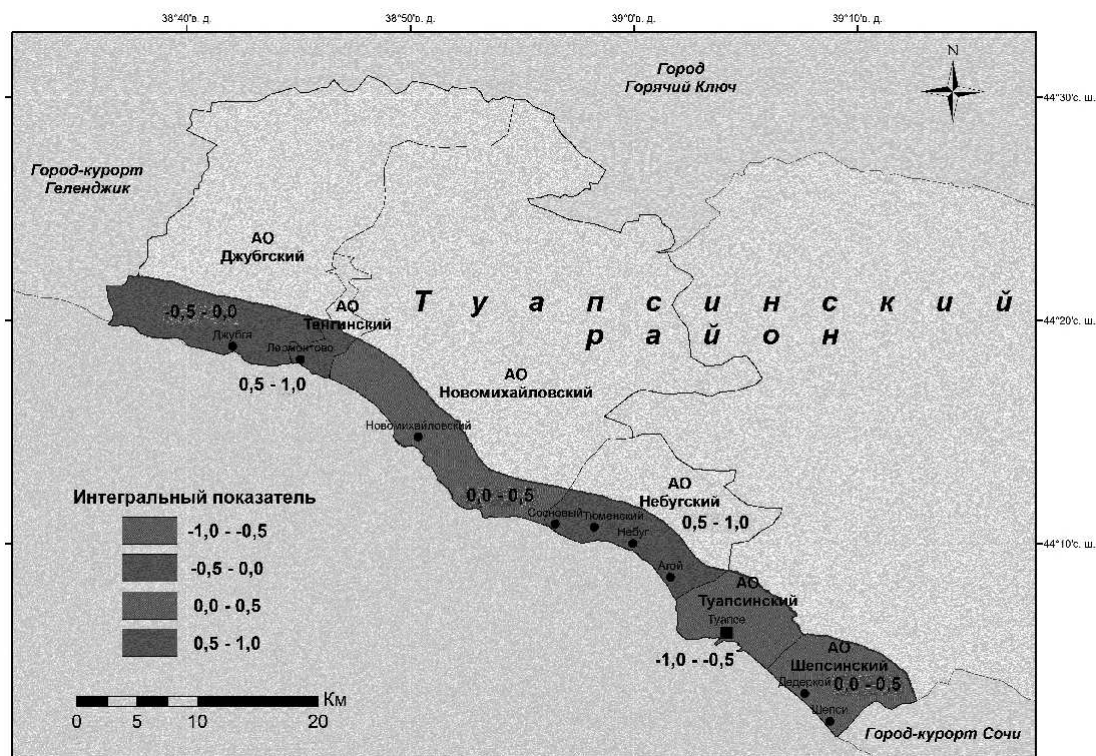 38°40'в. д.
38°50'в. д.
39°0'в. д.
39°10'в. д.
N
Город
Горячий Ключ
44°30'с. ш.
Город-курорт
Геленджик
АО
Джубгский
-0,5 - 0,0
АО
Тенгинский
Туапсинский
район
44°20'с. ш.
Джубга
Лермонтово
0,5 - 1,0
АО
Новомихайловский
Новомихайловский
0,0 - 0,5
АО
Небугский
0,5 - 1,0
Сосновый
Тюменский
Небуг
Агой
44°10'с. ш.
Интегральный показатель
-1,0 - -0,5
-0,5 - 0,0
0,0 - 0,5
0,5 - 1,0
АО
Туапсинский
Туапсе
-1,0 - -0,5
АО
Шепсинский
Дедеркой
0,0 - 0,5
Шепси
Км
0 5 10 20
Город-курорт Сочи